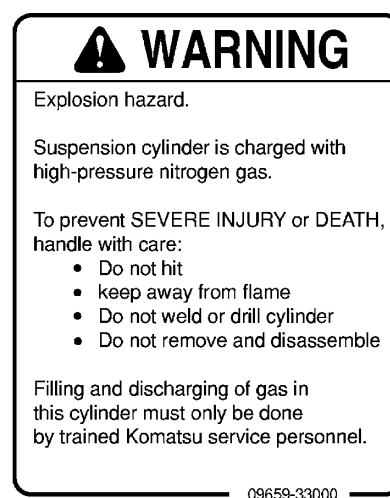 WARNING
Explosion hazard.
Suspension cylinder is charged with
high-pressure nitrogen gas.
To prevent SEVERE INJURY or DEATH,
handle with care:
• Do not hit
• keep away from flame
• Do not weld or drill cylinder
• Do not remove and disassemble
Filling and discharging of gas in
this cylinder must only be done
by trained Komatsu service personnel.
09659-33000